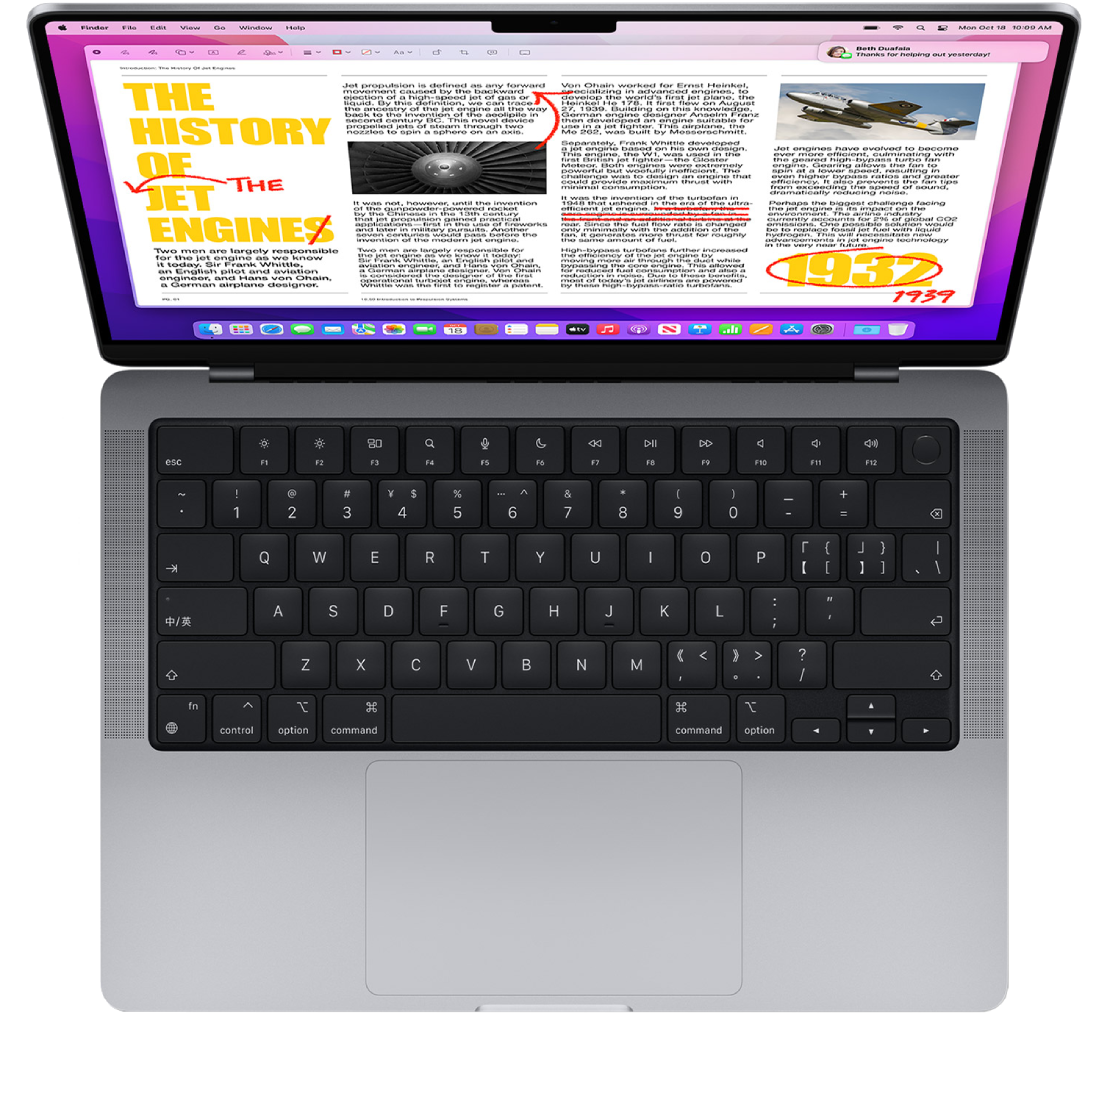 Finder File Edit View Go Window Help
Mon Oct 18 10:09 AM
Beth Duafala
Thanks for helping out yesterday!
Introduction: The History Of Jet Engines
THE
HISTORY
OF
THE
JET
ENGINES
Two men are largely responsible
for the jet engine as we know
it today. Sir Frank Whittle,
an English pilot and aviation
engineer, and Hans von Ohain,
a German airplane designer.
Jet propulsion is defined as any forward
movement caused by the backward
ejection of a high-speed jet of gas or
liquid. By this definition, we can trace
the ancestry of the jet engine all the way
back to the invention of the aeolipile in
second century BC. This novel device
propelled jets of steam through two
nozzles to spin a sphere on an axis.
It was not, however, until the invention
of the gunpowder-powered rocket
by the Chinese in the 13th century
that jet propulsion gained practical
applications—first in the use of fireworks
and later in military pursuits. Another
seven centuries would pass before the
invention of the modern jet engine.
Two men are largely responsible for
the jet engine as we know it today:
Sir Frank Whittle, an English pilot and
aviation engineer, and Hans von Ohain,
a German airplane designer. Von Ohain
is considered the designer of the first
operational turbojet engine, whereas
Whittle was the first to register a patent.
Von Ohain worked for Ernst Heinkel,
specializing in advanced engines, to
develop the world's first jet plane, the
Heinkel He 178. It first flew on August
27, 1939. Building on this knowledge,
German engine designer Anselm Franz
then developed an engine suitable for
use in a jet fighter. This airplane, the
Me 262, was built by Messerschmitt.
Separately, Frank Whittle developed
a jet engine based on his own design.
This engine, the W1, was used in the
first British jet fighter—the Gloster
Meteor. Both engines were extremely
powerful but woefully inefficient. The
challenge was to design an engine that
could provide maximum thrust with
minimal consumption.
It was the invention of the turbofan in
1948 that ushered in the era of the ultra-
efficient jet engine. In a turbofan, the
core engine is surrounded by a fan in
the front and an additional turbine at the
rear. Since the fuel flow rate is changed
only minimally with the addition of the
fan, it generates more thrust for roughly
the same amount of fuel.
High-bypass turbofans further increased
the efficiency of the jet engine by
moving more air through the duct while
bypassing the core engine. This allowed
for reduced fuel consumption and also a
reduction in noise. Due to these benefits,
most of today's jet airliners are powered
by these high-bypass-ratio turbofans.
Jet engines have evolved to become
ever more efficient, culminating with
the geared high-bypass turbo fan
engine. Gearing allows the fan to
spin at a lower speed, resulting in
even higher bypass ratios and greater
efficiency. It also prevents the fan tips
from exceeding the speed of sound,
dramatically reducing noise.
Perhaps the biggest challenge facing
the jet engine is its impact on the
environment. The airline industry
currently accounts for 2% of global CO2
emissions. One possible solution would
be to replace fossil jet fuel with liquid
hydrogen. This will necessitate new
advancements in jet engine technology
in the very near future.
1932
1939
PG. 01
16.50 Introduction to Propulsion Systems
18
tv
esc F1 F2 F3 F4 F5 F6 F7 F8 F9 F10 F11 F12
~ ! @ # ¥ $ % … ^ & * ( ) — +
· 1 2 3 4 5 6 7 8 9 0 - =
Q W E R T Y U I O P 「 { 」 } |
【 [ 】 ] 、 \
中/英 A S D F G H J K L : ; " '
Z X C V B N M 《 < , 》 > 。 . ? /
fn control option command command option